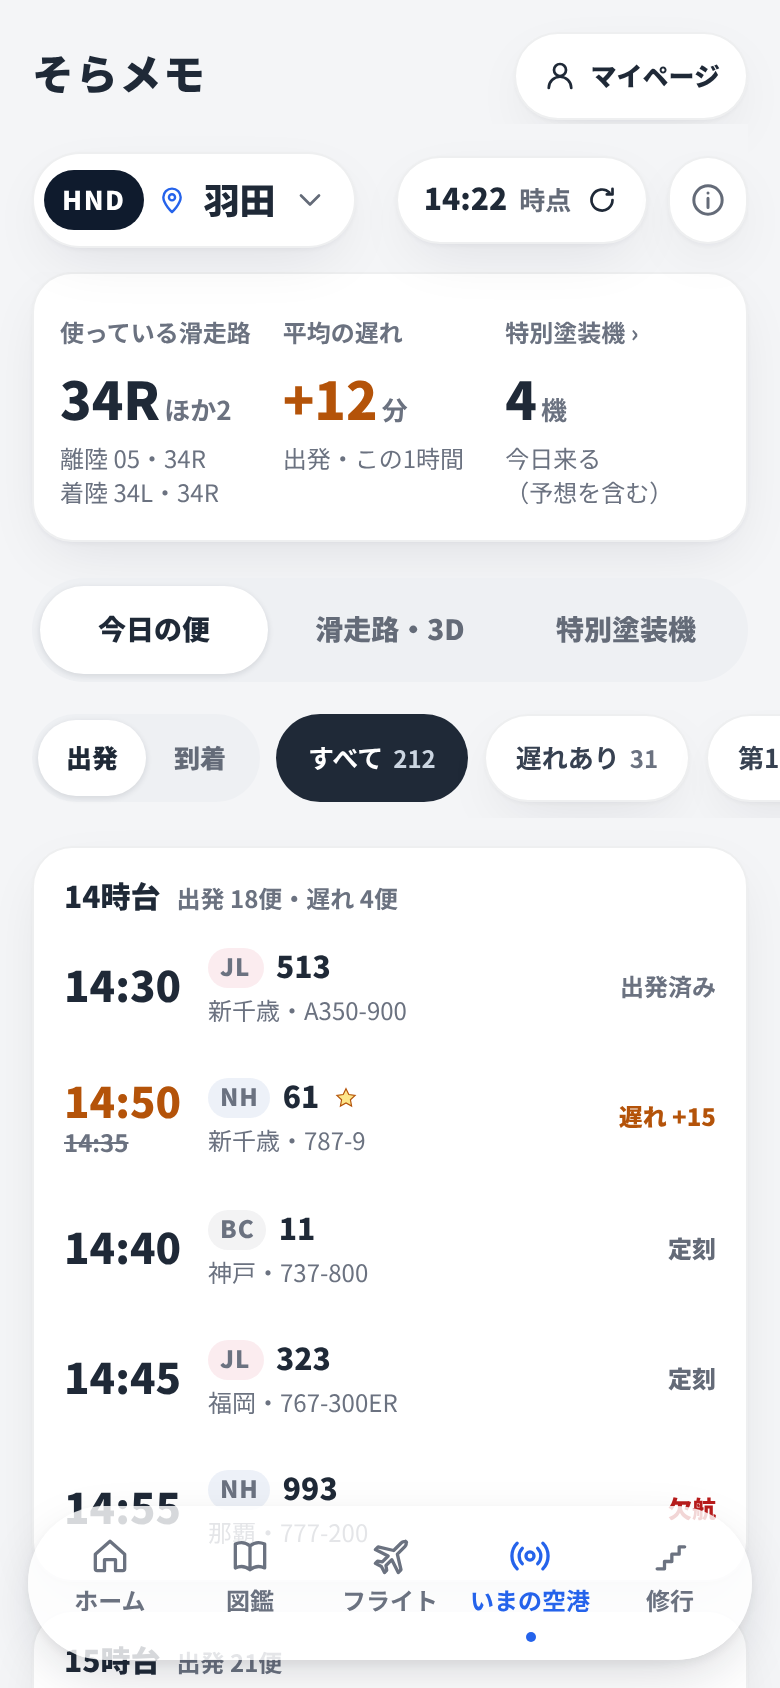 そらメモ
マイページ
HND 羽田
14:22 時点
使っている滑走路
34R ほか2
離陸 05・34R
着陸 34L・34R
平均の遅れ
+12 分
出発・この1時間
特別塗装機 ›
4 機
今日来る
（予想を含む）
今日の便 滑走路・3D 特別塗装機
出発 到着 すべて 212 遅れあり 31 第1
14時台 出発 18便・遅れ 4便
14:30 JL 513 出発済み
新千歳・A350-900
14:50 NH 61 遅れ +15
14:35 新千歳・787-9
14:40 BC 11 定刻
神戸・737-800
14:45 JL 323 定刻
福岡・767-300ER
14:55 NH 993 欠航
那覇・777-200
ホーム 図鑑 フライト いまの空港 修行
15時台 出発 21便